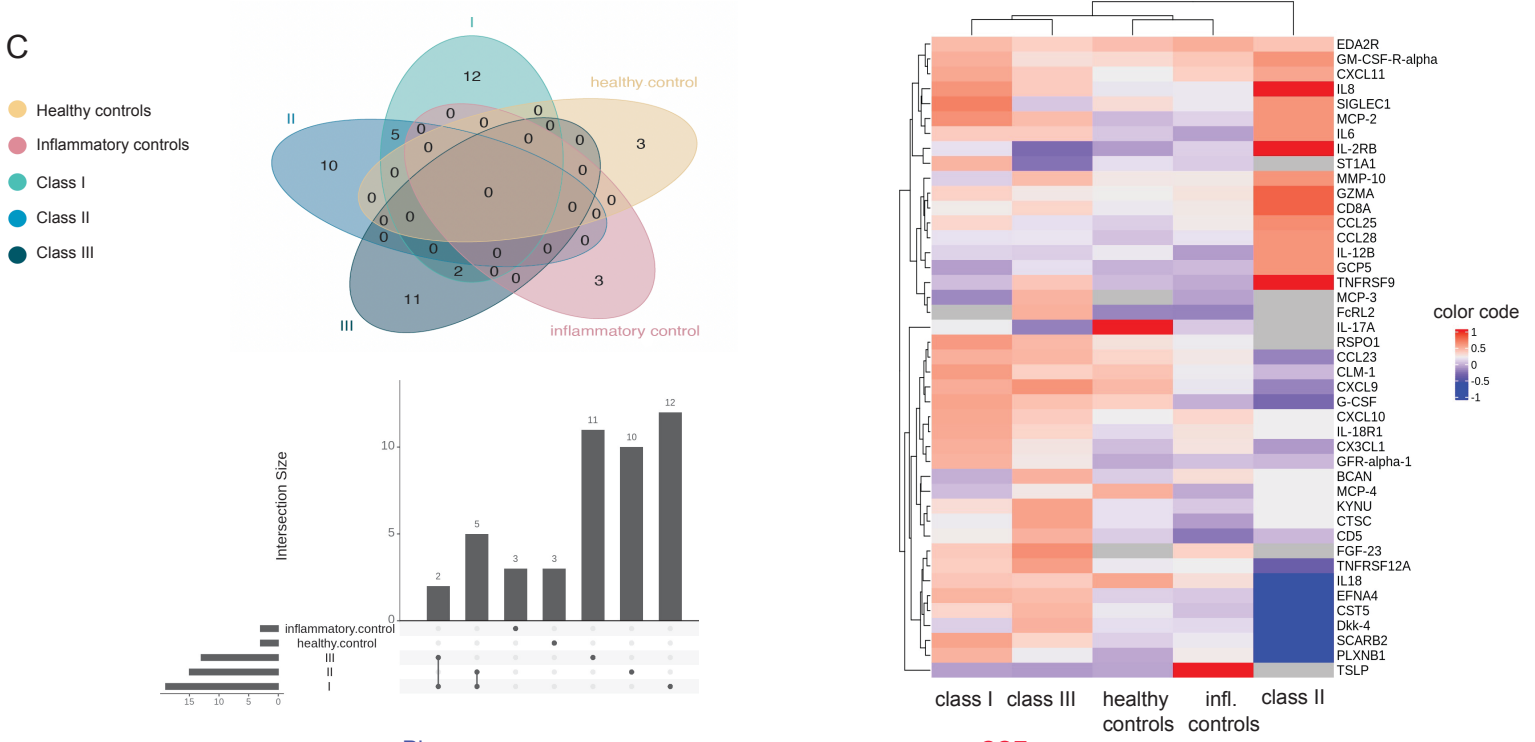 C
Healthy controls
Inflammatory controls
Class I
Class II
Class III
I
healthy control
II
III
inflammatory control
12
0
0
0
0
5
0
0
0
0
0
3
10
0
0
0
0
0
0
0
0
0
0
0
0
0
0
2
0
0
3
11
Intersection Size
10
5
0
2
5
3
3
11
10
12
inflammatory.control
healthy.control
III
II
I
15 10 5 0
EDA2R
GM-CSF-R-alpha
CXCL11
IL8
SIGLEC1
MCP-2
IL6
IL-2RB
ST1A1
MMP-10
GZMA
CD8A
CCL25
CCL28
IL-12B
GCP5
TNFRSF9
MCP-3
FcRL2
IL-17A
RSPO1
CCL23
CLM-1
CXCL9
G-CSF
CXCL10
IL-18R1
CX3CL1
GFR-alpha-1
BCAN
MCP-4
KYNU
CTSC
CD5
FGF-23
TNFRSF12A
IL18
EFNA4
CST5
Dkk-4
SCARB2
PLXNB1
TSLP
class I class III healthy controls infl. controls class II
color code
1
0.5
0
-0.5
-1